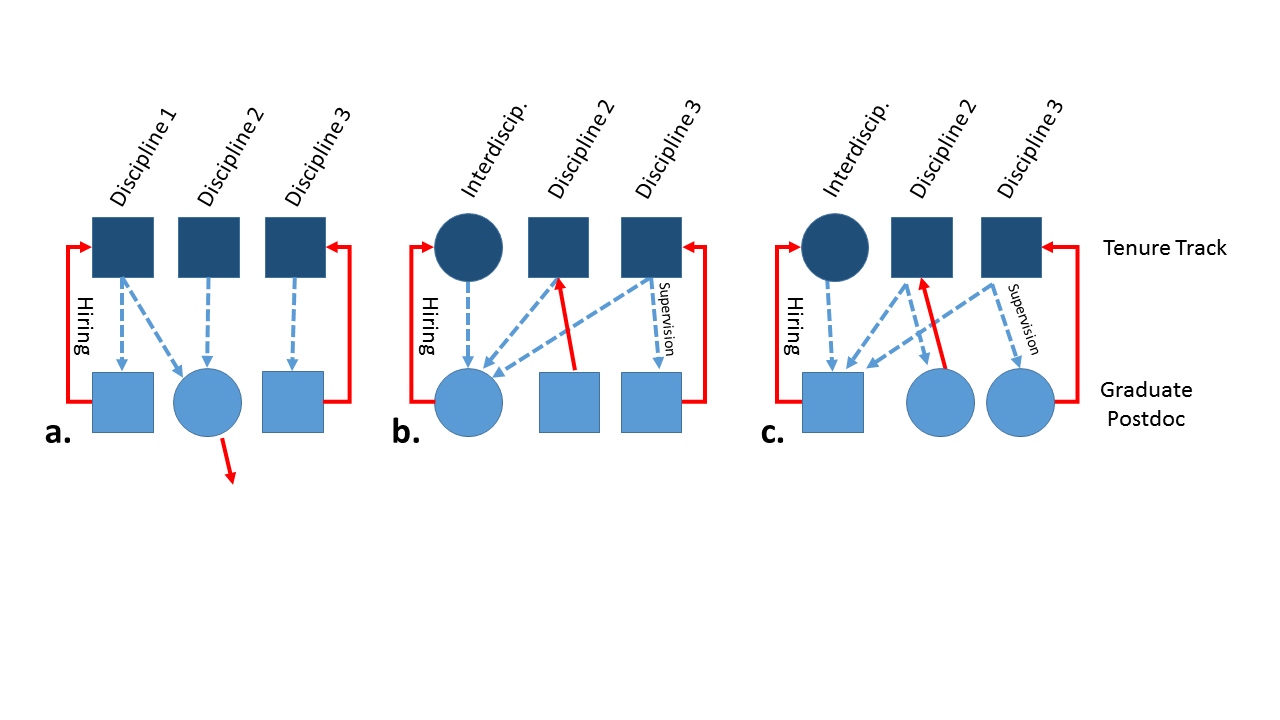 Discipline 1
Discipline 2
Discipline 3
Hiring
a.
Interdiscip.
Discipline 2
Discipline 3
Hiring
Supervision
b.
Interdiscip.
Discipline 2
Discipline 3
Hiring
Supervision
c.
Tenure Track
Graduate
Postdoc